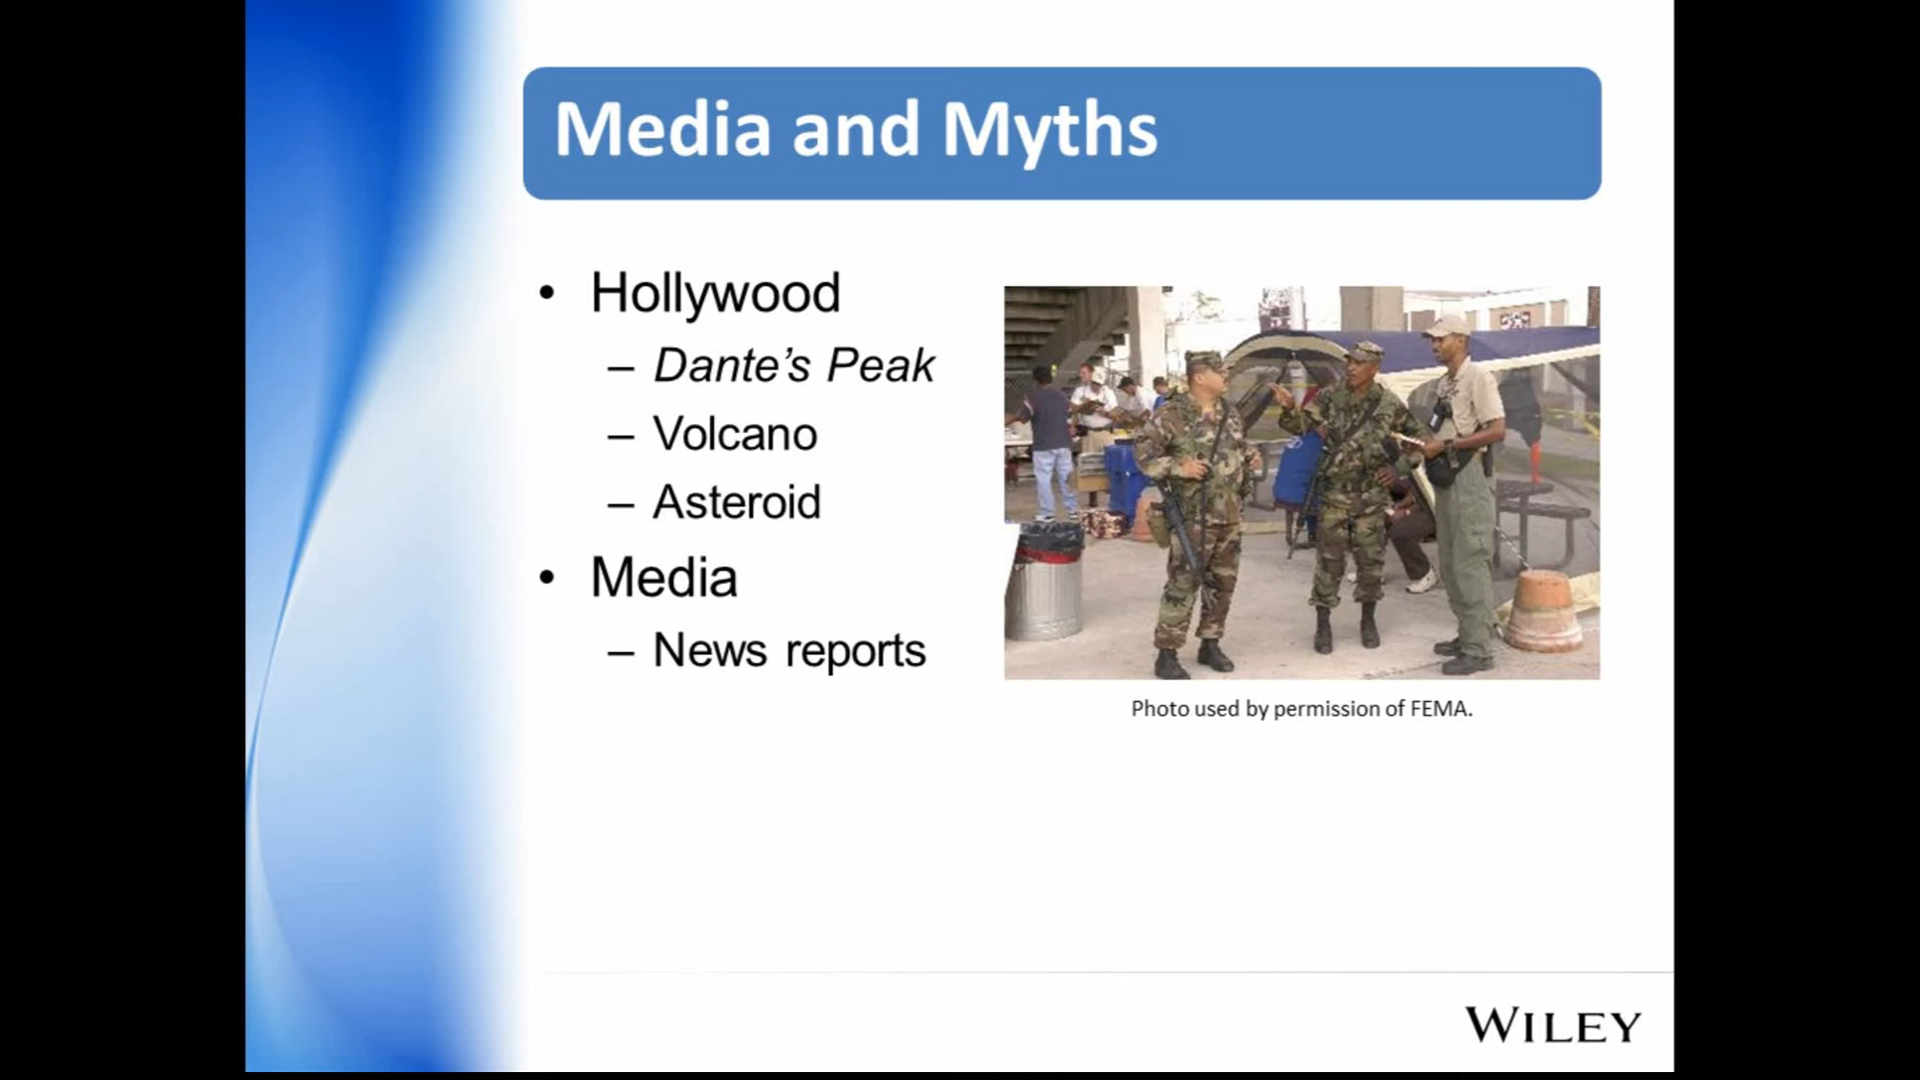 Media and Myths
• Hollywood
– Dante’s Peak
– Volcano
– Asteroid
• Media
– News reports
Photo used by permission of FEMA.
WILEY